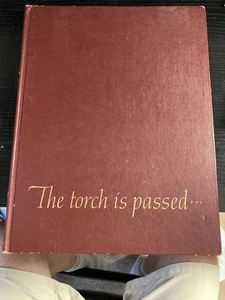 The torch is passed...